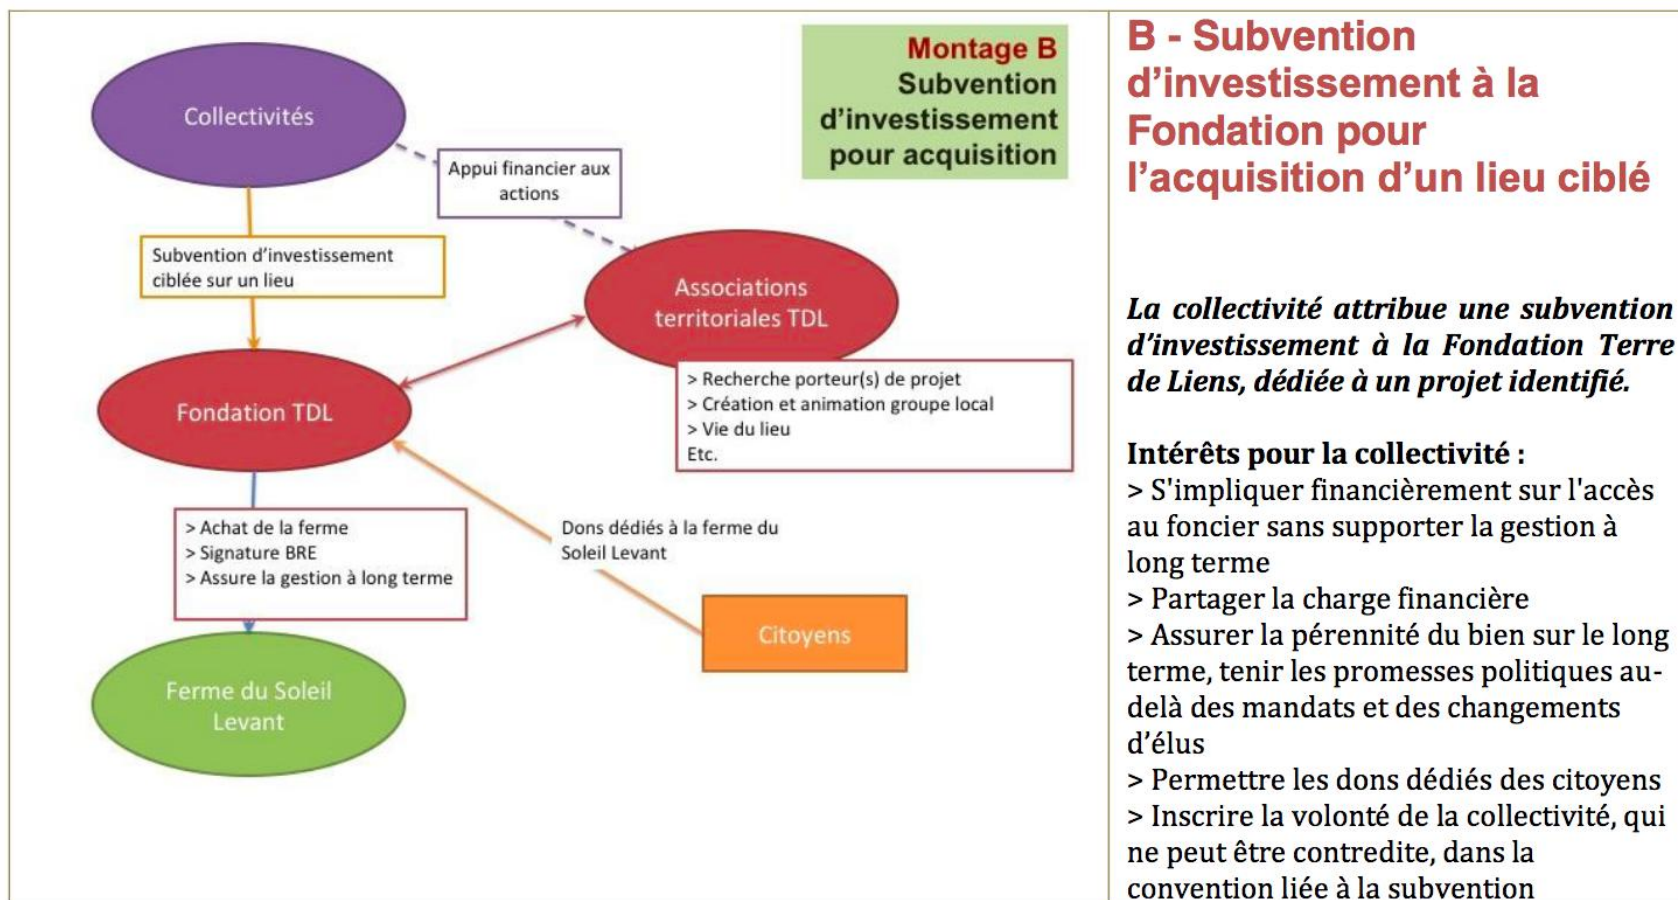 Montage B
Subvention
d’investissement
pour acquisition
Collectivités
Appui financier aux
actions
Subvention d’investissement
ciblée sur un lieu
Associations
territoriales TDL
> Recherche porteur(s) de projet
> Création et animation groupe local
> Vie du lieu
Etc.
Fondation TDL
> Achat de la ferme
> Signature BRE
> Assure la gestion à long terme
Dons dédiés à la ferme du
Soleil Levant
Citoyens
Ferme du Soleil
Levant
B - Subvention
d’investissement à la
Fondation pour
l’acquisition d’un lieu ciblé
La collectivité attribue une subvention
d’investissement à la Fondation Terre
de Liens, dédiée à un projet identifié.
Intérêts pour la collectivité :
> S'impliquer financièrement sur l'accès
au foncier sans supporter la gestion à
long terme
> Partager la charge financière
> Assurer la pérennité du bien sur le long
terme, tenir les promesses politiques au-
delà des mandats et des changements
d’élus
> Permettre les dons dédiés des citoyens
> Inscrire la volonté de la collectivité, qui
ne peut être contredite, dans la
convention liée à la subvention